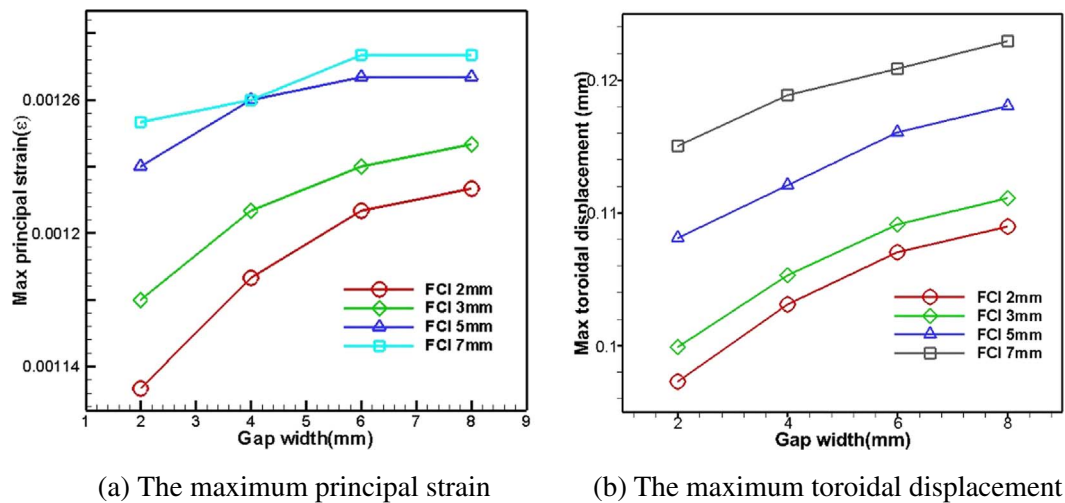 Max principal strain(ε)
0.00126
0.0012
0.00114
FCI 2mm
FCI 3mm
FCI 5mm
FCI 7mm
1 2 3 4 5 6 7 8 9
Gap width(mm)
(a) The maximum principal strain
Max toroidal displacement (mm)
0.12
0.11
0.1
FCI 2mm
FCI 3mm
FCI 5mm
FCI 7mm
2 4 6 8
Gap width(mm)
(b) The maximum toroidal displacement